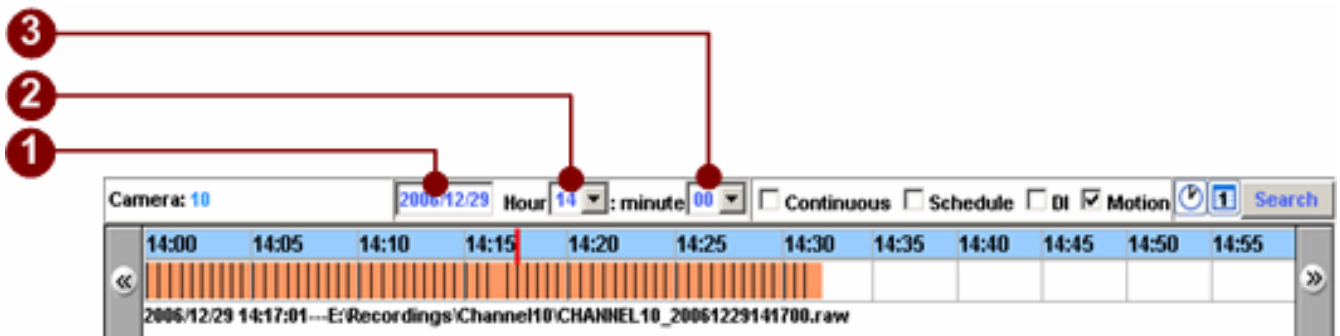 3
2
1
Camera: 10 2006/12/29 Hour 14 : minute 00 Continuous Schedule DI Motion 1 Search
14:00 14:05 14:10 14:15 14:20 14:25 14:30 14:35 14:40 14:45 14:50 14:55
« »
2006/12/29 14:17:01---E:\Recordings\Channel10\CHANNEL10_20061229141700.raw